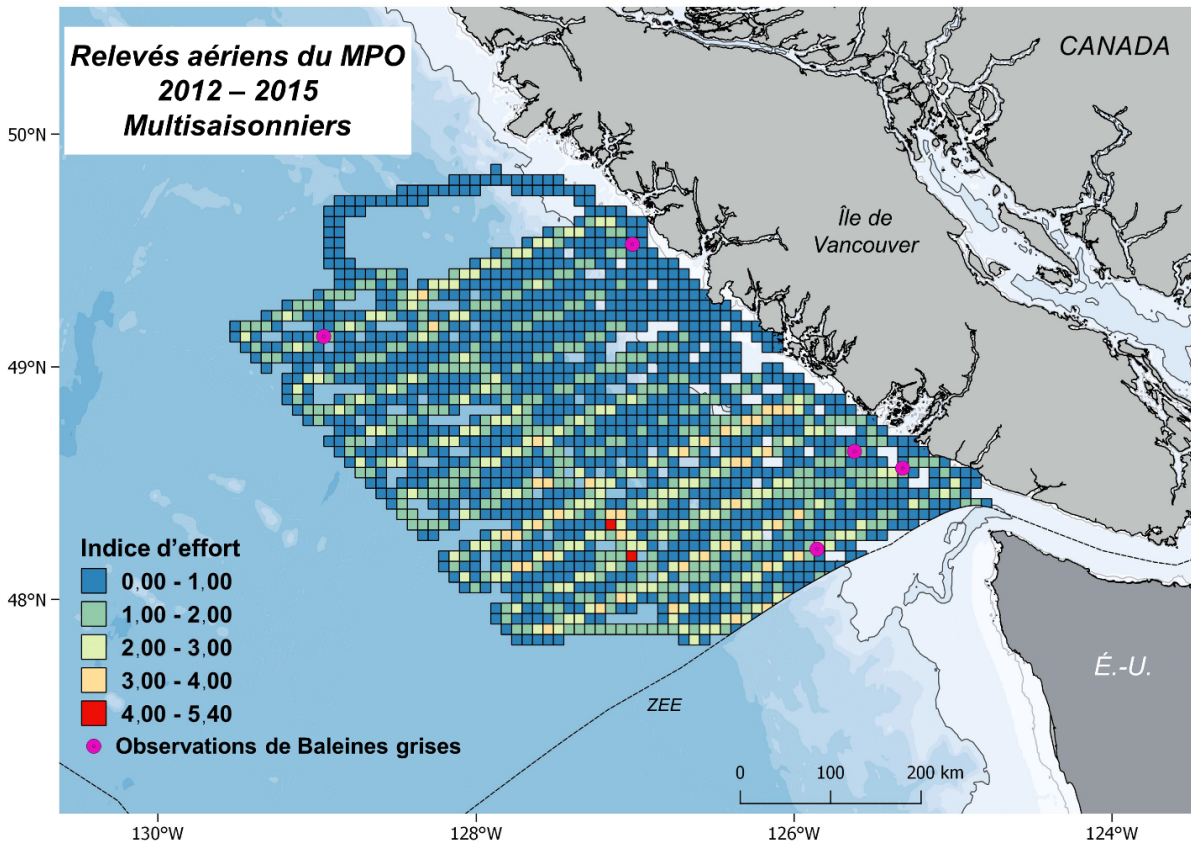 Relevés aériens du MPO
2012 – 2015
Multisaisonniers
CANADA
Île de
Vancouver
50°N
49°N
48°N
Indice d'effort
0,00 - 1,00
1,00 - 2,00
2,00 - 3,00
3,00 - 4,00
4,00 - 5,40
Observations de Baleines grises
É.-U.
ZEE
0 100 200 km
130°W 128°W 126°W 124°W